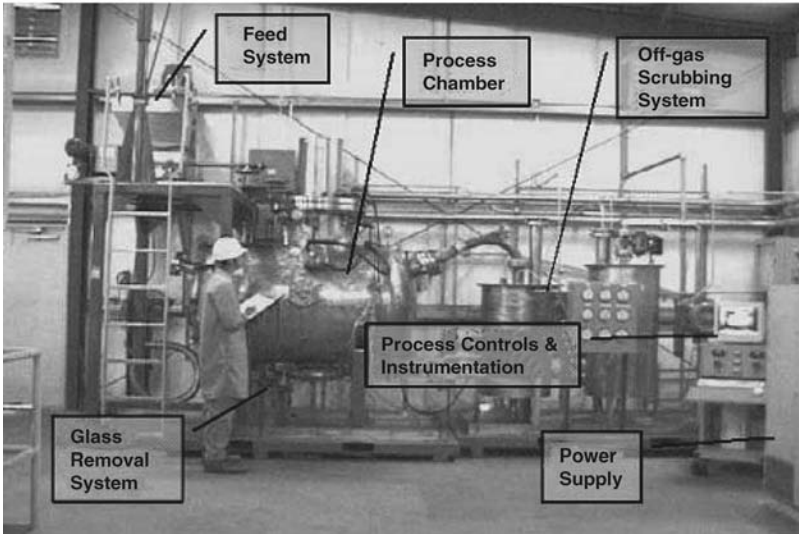 Feed
System
Process
Chamber
Off-gas
Scrubbing
System
Process Controls &
Instrumentation
Glass
Removal
System
Power
Supply